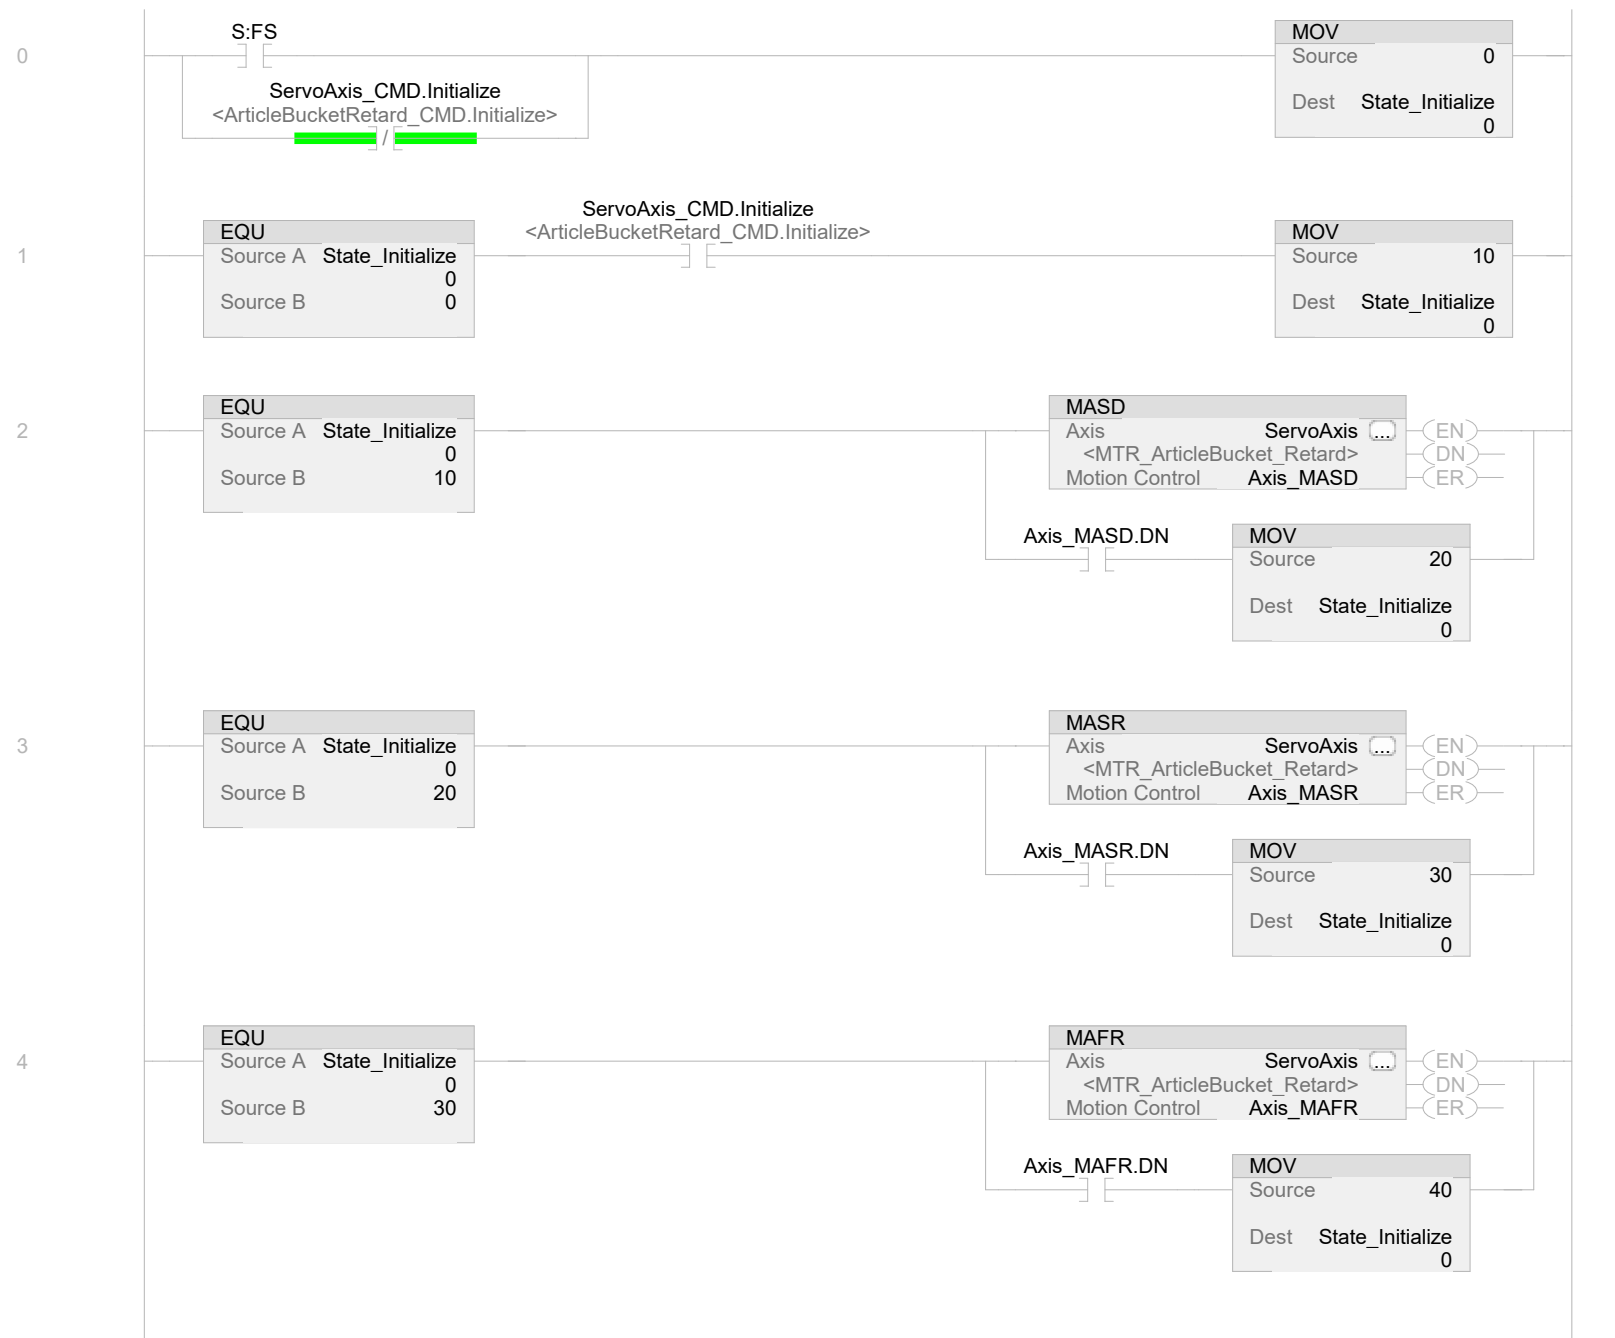 0
S:FS
ServoAxis_CMD.Initialize
<ArticleBucketRetard_CMD.Initialize>
/
MOV
Source 0
Dest State_Initialize
0
1
EQU
Source A State_Initialize
0
Source B 0
ServoAxis_CMD.Initialize
<ArticleBucketRetard_CMD.Initialize>
MOV
Source 10
Dest State_Initialize
0
2
EQU
Source A State_Initialize
0
Source B 10
MASD
Axis ServoAxis ... EN
<MTR_ArticleBucket_Retard> DN
Motion Control Axis_MASD ER
Axis_MASD.DN
MOV
Source 20
Dest State_Initialize
0
3
EQU
Source A State_Initialize
0
Source B 20
MASR
Axis ServoAxis ... EN
<MTR_ArticleBucket_Retard> DN
Motion Control Axis_MASR ER
Axis_MASR.DN
MOV
Source 30
Dest State_Initialize
0
4
EQU
Source A State_Initialize
0
Source B 30
MAFR
Axis ServoAxis ... EN
<MTR_ArticleBucket_Retard> DN
Motion Control Axis_MAFR ER
Axis_MAFR.DN
MOV
Source 40
Dest State_Initialize
0